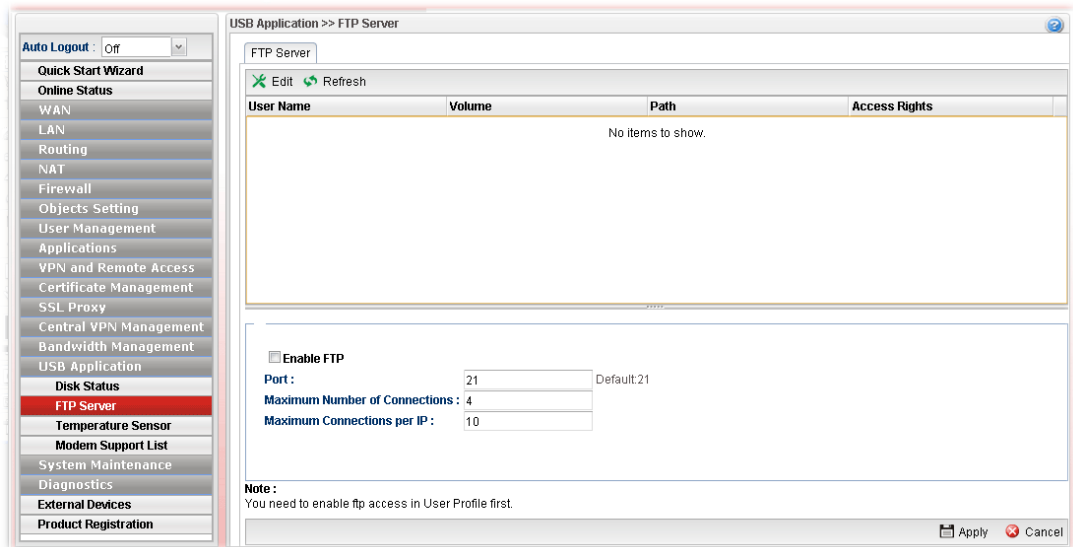 USB Application >> FTP Server
Auto Logout : Off
Quick Start Wizard
Online Status
WAN
LAN
Routing
NAT
Firewall
Objects Setting
User Management
Applications
VPN and Remote Access
Certificate Management
SSL Proxy
Central VPN Management
Bandwidth Management
USB Application
Disk Status
FTP Server
Temperature Sensor
Modem Support List
System Maintenance
Diagnostics
External Devices
Product Registration
FTP Server
Edit Refresh
User Name Volume Path Access Rights
No items to show.
Enable FTP
Port : 21 Default:21
Maximum Number of Connections : 4
Maximum Connections per IP : 10
Note :
You need to enable ftp access in User Profile first.
Apply Cancel